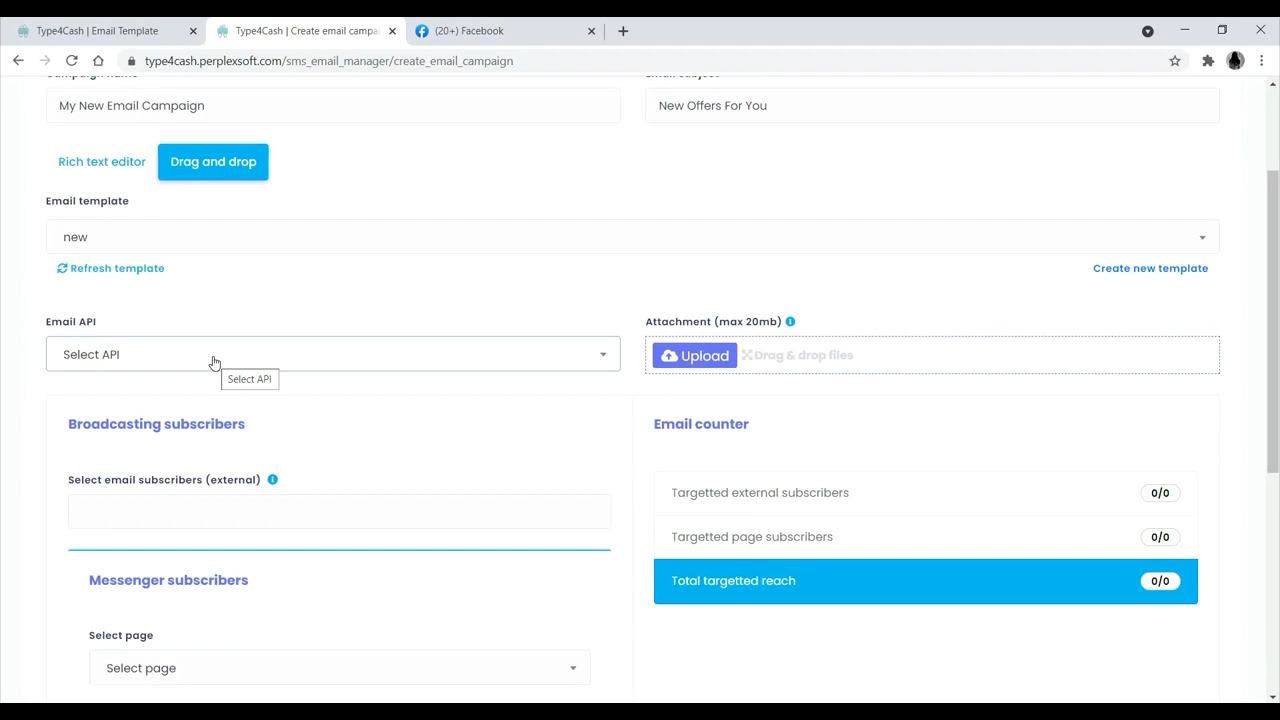 Type4Cash | Email Template
Type4Cash | Create email campa
(20+) Facebook
type4cash.perplexsoft.com/sms_email_manager/create_email_campaign
Campaign name
Email subject
My New Email Campaign
New Offers For You
Rich text editor
Drag and drop
Email template
new
Refresh template
Create new template
Email API
Attachment (max 20mb)
Select API
Upload
Drag & drop files
Select API
Broadcasting subscribers
Email counter
Select email subscribers (external)
Targetted external subscribers 0/0
Targetted page subscribers 0/0
Total targetted reach 0/0
Messenger subscribers
Select page
Select page